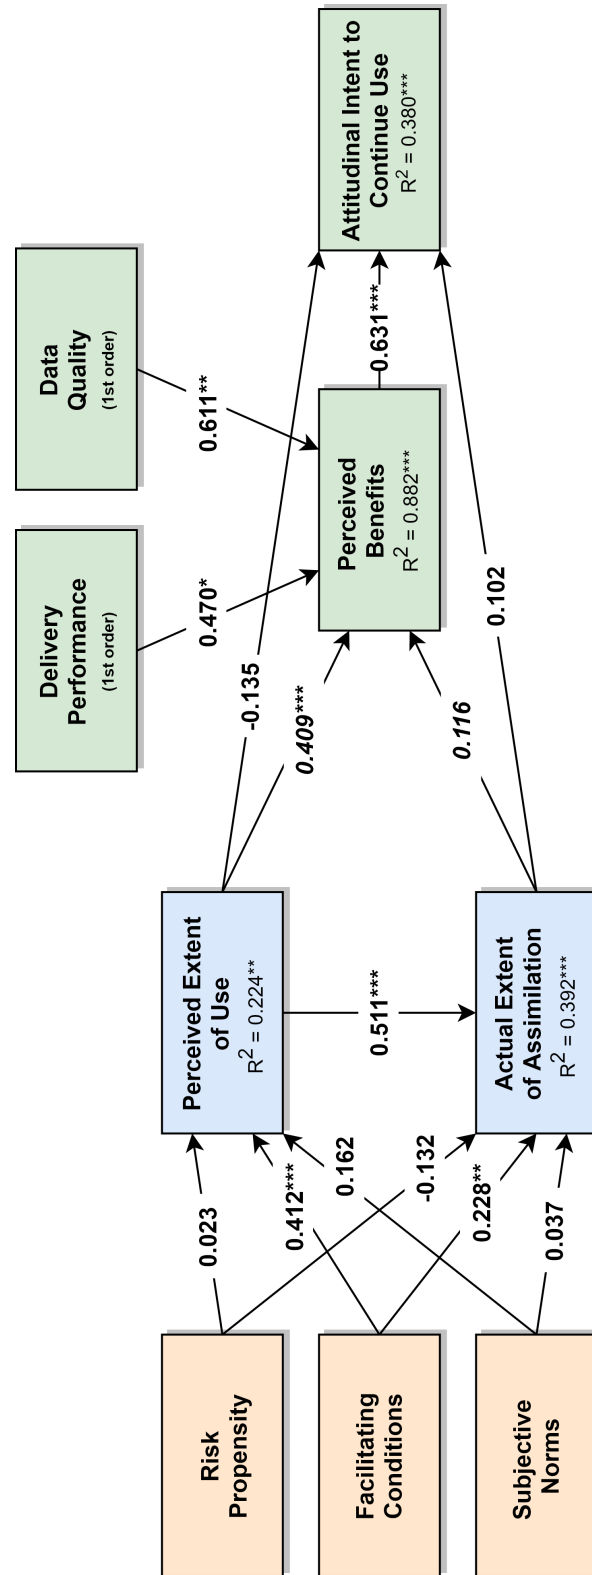 Delivery
Performance
(1st order)
Data
Quality
(1st order)
0.470*
0.611**
Risk
Propensity
Facilitating
Conditions
Subjective
Norms
0.023
0.412***
0.162
-0.132
0.228**
0.037
Perceived Extent
of Use
R² = 0.224**
0.511***
Actual Extent
of Assimilation
R² = 0.392***
-0.135
0.409***
0.116
0.102
Perceived
Benefits
R² = 0.882***
0.631***
Attitudinal Intent to
Continue Use
R² = 0.380***